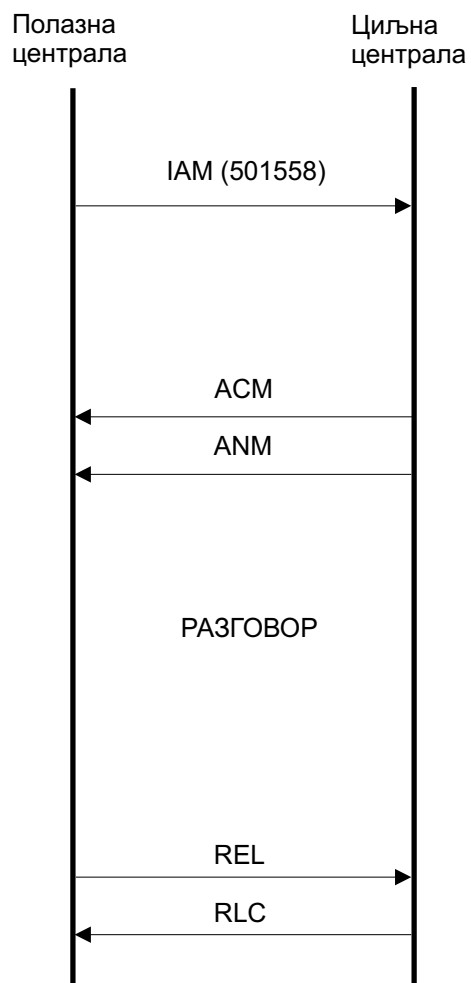 Полазна
централа
Циљна
централа
IAM (501558)
ACM
ANM
РАЗГОВОР
REL
RLC